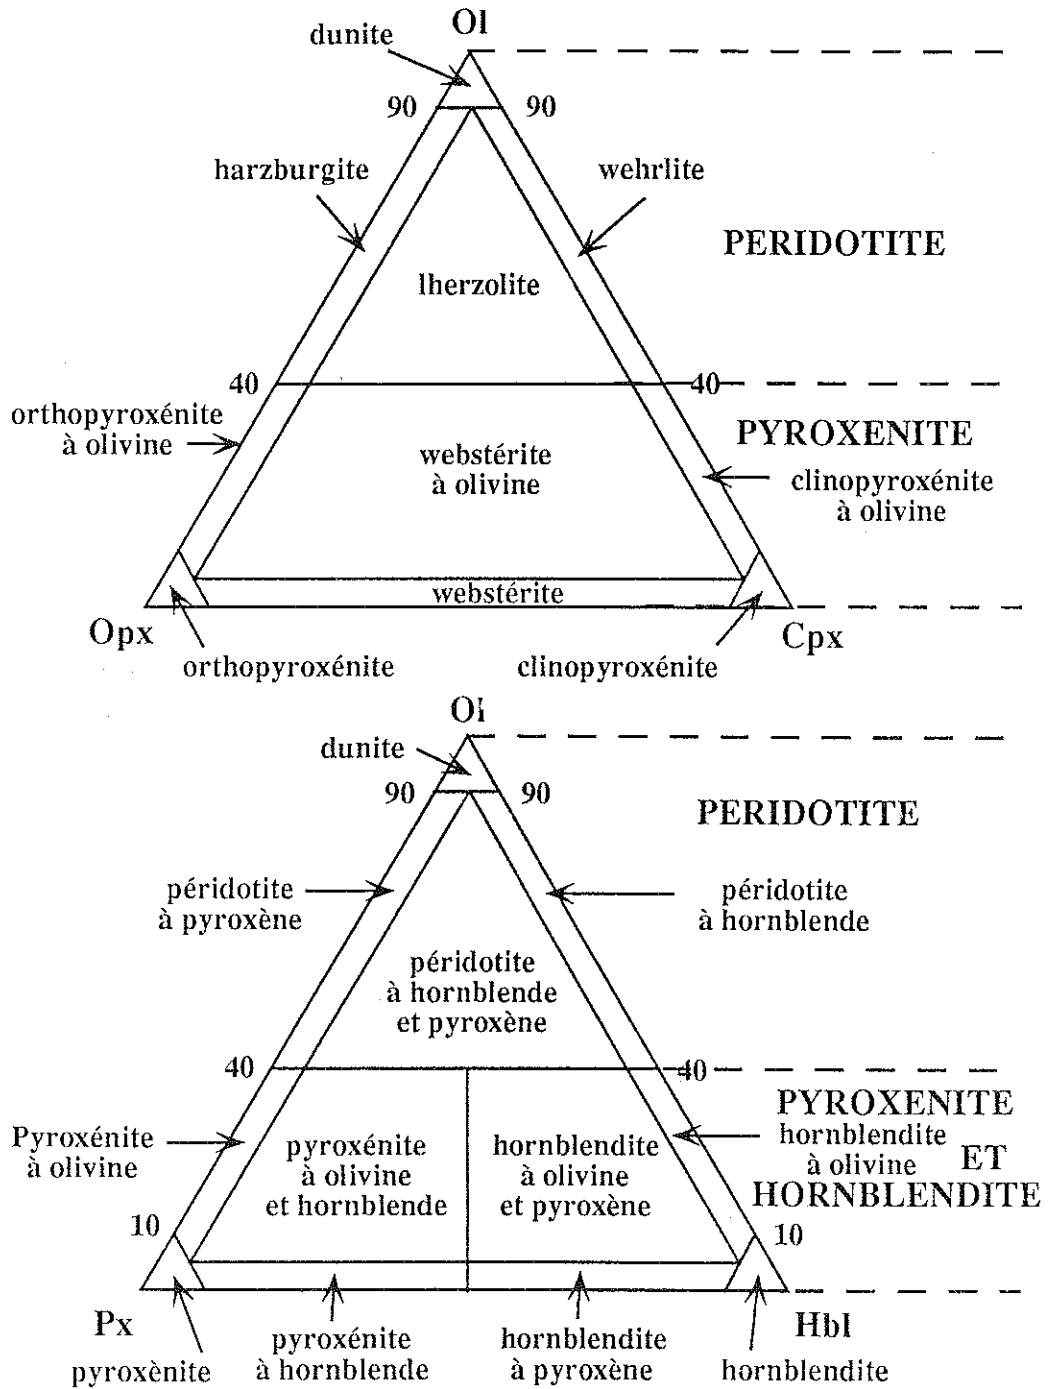 Ol
dunite
90
90
harzburgite
wehrlite
PERIDOTITE
lherzolite
40
40
orthopyroxénite
à olivine
PYROXENITE
webstérite
à olivine
clinopyroxénite
à olivine
webstérite
Opx
Cpx
orthopyroxénite
clinopyroxénite
Ol
dunite
90
90
PERIDOTITE
péridotite
à pyroxène
péridotite
à hornblende
péridotite
à hornblende
et pyroxène
40
40
PYROXENITE
Pyroxénite
à olivine
pyroxénite
à olivine
et hornblende
hornblendite
à olivine
et pyroxène
hornblendite
à olivine
ET
HORNBLENDITE
10
10
Px
Hbl
pyroxènite
pyroxénite
à hornblende
hornblendite
à pyroxène
hornblendite